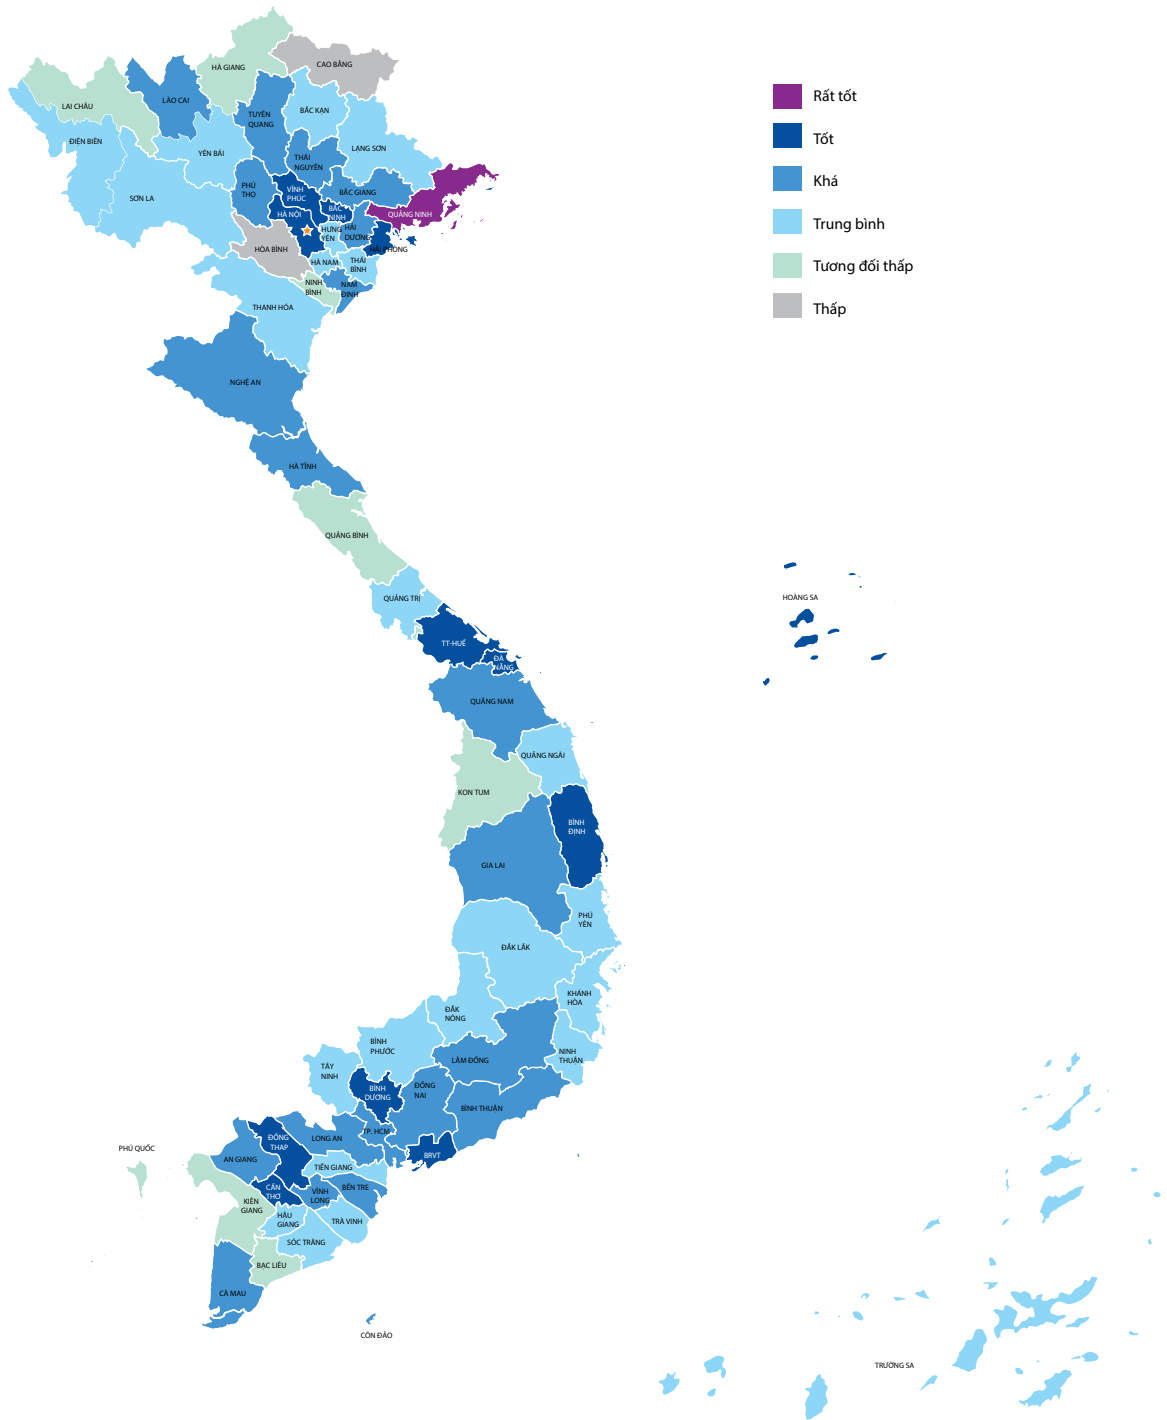 HÀ GIANG
CAO BẰNG
LAI CHÂU
LÀO CAI
BẮC KẠN
TUYÊN
QUANG
ĐIỆN BIÊN
YÊN BÁI
LẠNG SƠN
THÁI
NGUYÊN
SƠN LA
PHÚ
THỌ
VĨNH
PHÚC
BẮC GIANG
HÀ NỘI
BẮC
NINH
QUẢNG NINH
HƯNG
YÊN
HẢI
DƯƠNG
HẢI PHÒNG
HÒA BÌNH
HÀ NAM
THÁI
BÌNH
NINH
BÌNH
NAM
ĐỊNH
THANH HÓA
NGHỆ AN
HÀ TĨNH
QUẢNG BÌNH
QUẢNG TRỊ
TT-HUẾ
ĐÀ
NẴNG
QUẢNG NAM
QUẢNG NGÃI
KON TUM
BÌNH
ĐỊNH
GIA LAI
PHÚ
YÊN
ĐẮK LẮK
KHÁNH
HÒA
ĐẮK
NÔNG
BÌNH
PHƯỚC
LÂM ĐỒNG
NINH
THUẬN
TÂY
NINH
BÌNH
DƯƠNG
ĐỒNG
NAI
BÌNH THUẬN
TP. HCM
LONG AN
ĐỒNG
THÁP
BRVT
PHÚ QUỐC
AN GIANG
TIỀN GIANG
CẦN
THƠ
VĨNH
LONG
BẾN TRE
KIÊN
GIANG
HẬU
GIANG
TRÀ VINH
SÓC TRĂNG
BẠC LIÊU
CÀ MAU
CÔN ĐẢO
Rất tốt
Tốt
Khá
Trung bình
Tương đối thấp
Thấp
HOÀNG SA
TRƯỜNG SA